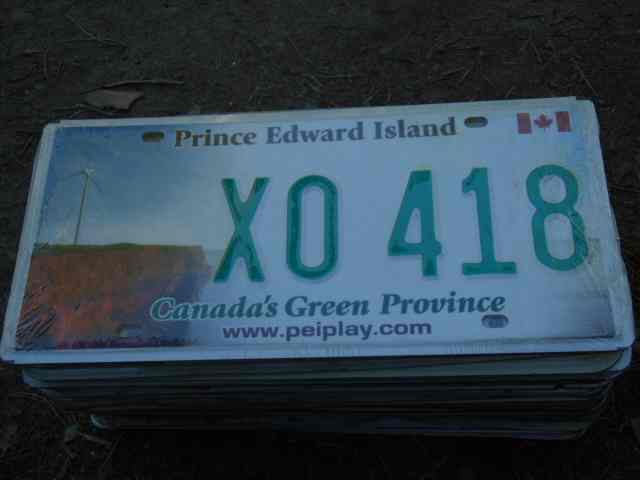 Prince Edward Island
XO 418
Canada's Green Province
www.peiplay.com